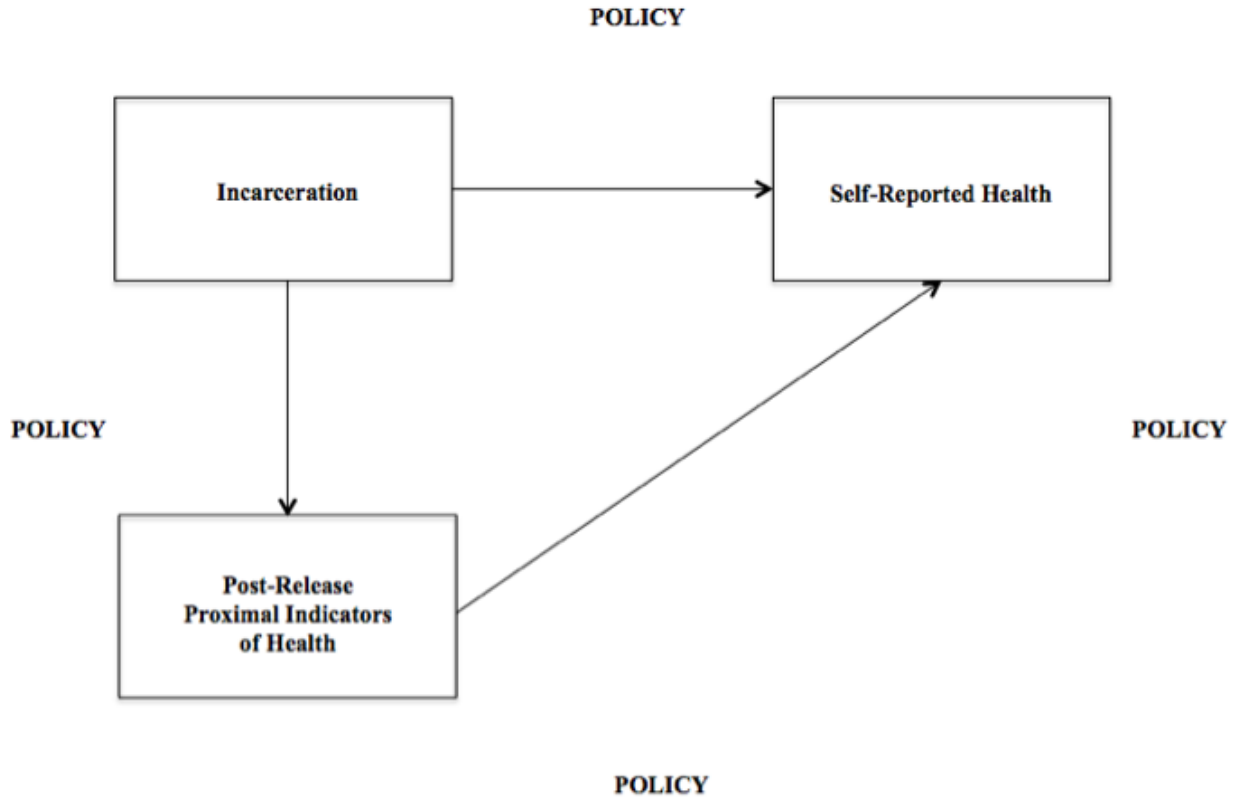 POLICY
Incarceration
Self-Reported Health
POLICY
POLICY
Post-Release
Proximal Indicators
of Health
POLICY